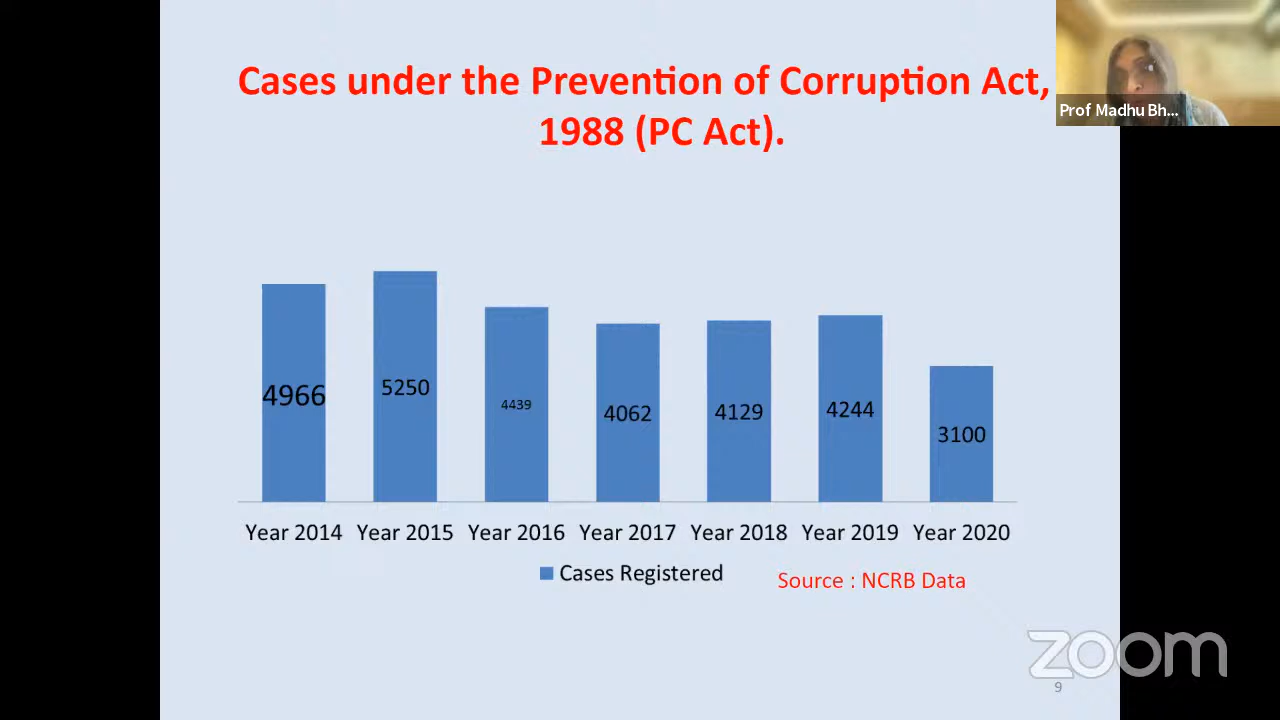 Cases under the Prevention of Corruption Act,
1988 (PC Act).
Prof Madhu Bh...
4966
5250
4439
4062
4129
4244
3100
Year 2014 Year 2015 Year 2016 Year 2017 Year 2018 Year 2019 Year 2020
Cases Registered
Source : NCRB Data
zoom
9